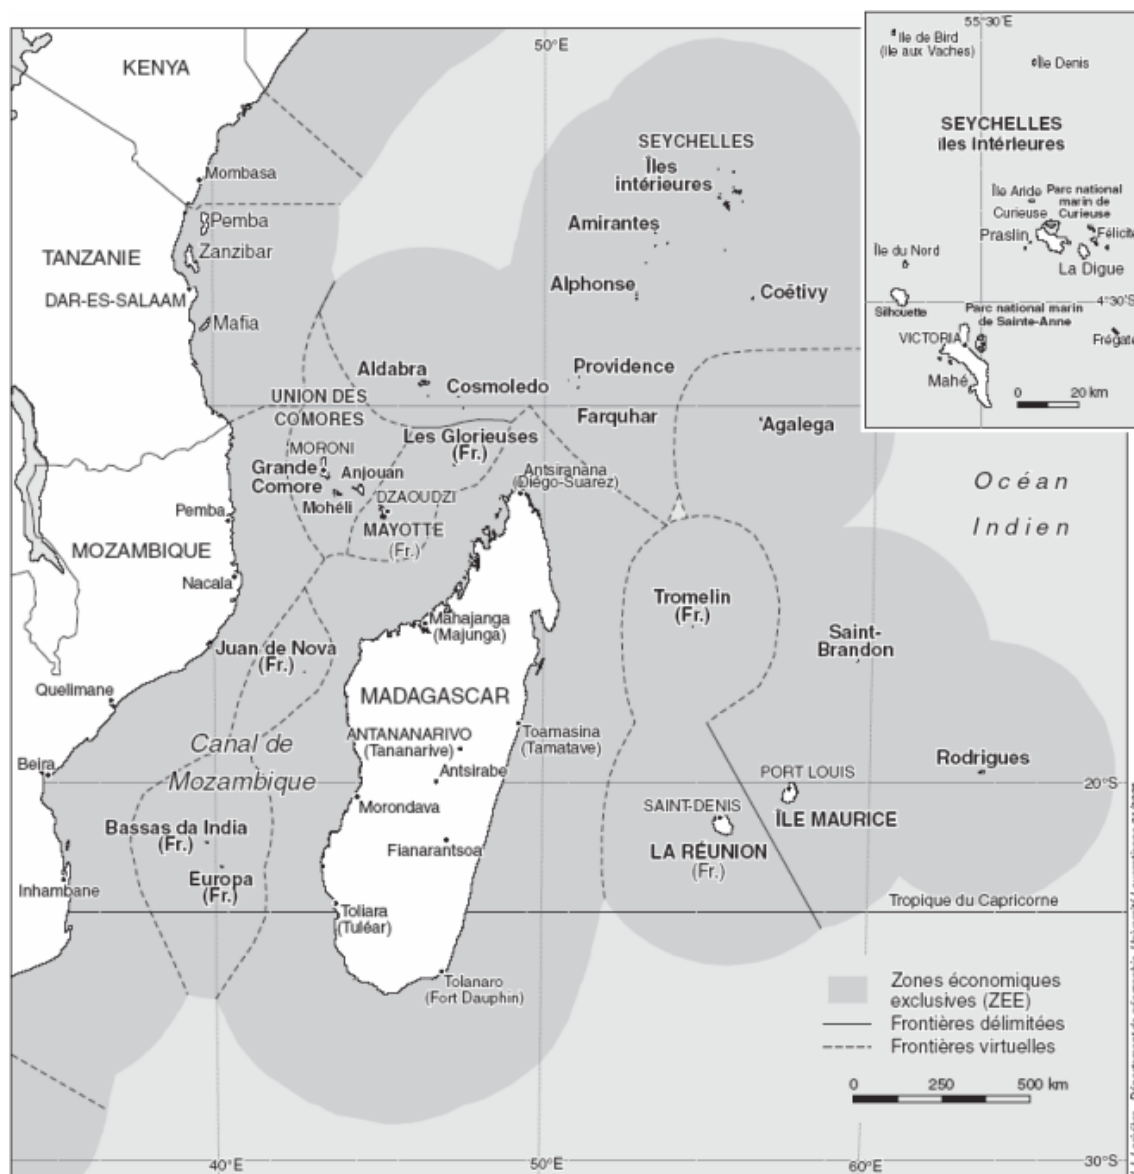 50°E
KENYA
Mombasa
Pemba
Zanzibar
TANZANIE
DAR-ES-SALAAM
Mafia
SEYCHELLES
Îles
intérieures
Amirantes
Alphonse
Coëtivy
Aldabra
Cosmoledo
Providence
Farquhar
Agalega
UNION DES
COMORES
MORONI
Grande
Comore
Anjouan
Mohéli
DZAOUDZI
MAYOTTE
(Fr.)
Les Glorieuses
(Fr.)
Antsiranana
(Diégo-Suarez)
Océan
Indien
Pemba
MOZAMBIQUE
Nacala
Juan de Nova
(Fr.)
Quelimane
Beira
Canal de
Mozambique
Mahajanga
(Majunga)
MADAGASCAR
ANTANANARIVO
(Tananarive)
Antsirabe
Toamasina
(Tamatave)
Morondava
Fianarantsoa
Bassas da India
(Fr.)
Europa
(Fr.)
Inhambane
Toliara
(Tuléar)
Tolanaro
(Fort Dauphin)
Tromelin
(Fr.)
Saint-
Brandon
Rodrigues
PORT LOUIS
ÎLE MAURICE
SAINT-DENIS
LA RÉUNION
(Fr.)
20°S
Tropique du Capricorne
Zones économiques
exclusives (ZEE)
Frontières délimitées
Frontières virtuelles
0 250 500 km
40°E 50°E 60°E 30°S
55°30'E
Ile de Bird
(Ile aux Vaches)
Île Denis
SEYCHELLES
îles Intérieures
Île Aride
Parc national
marin de
Curieuse
Curieuse
Praslin
Félicité
La Digue
Île du Nord
4°30'S
Silhouette
Parc national marin
de Sainte-Anne
VICTORIA
Frégate
Mahé
0 20 km